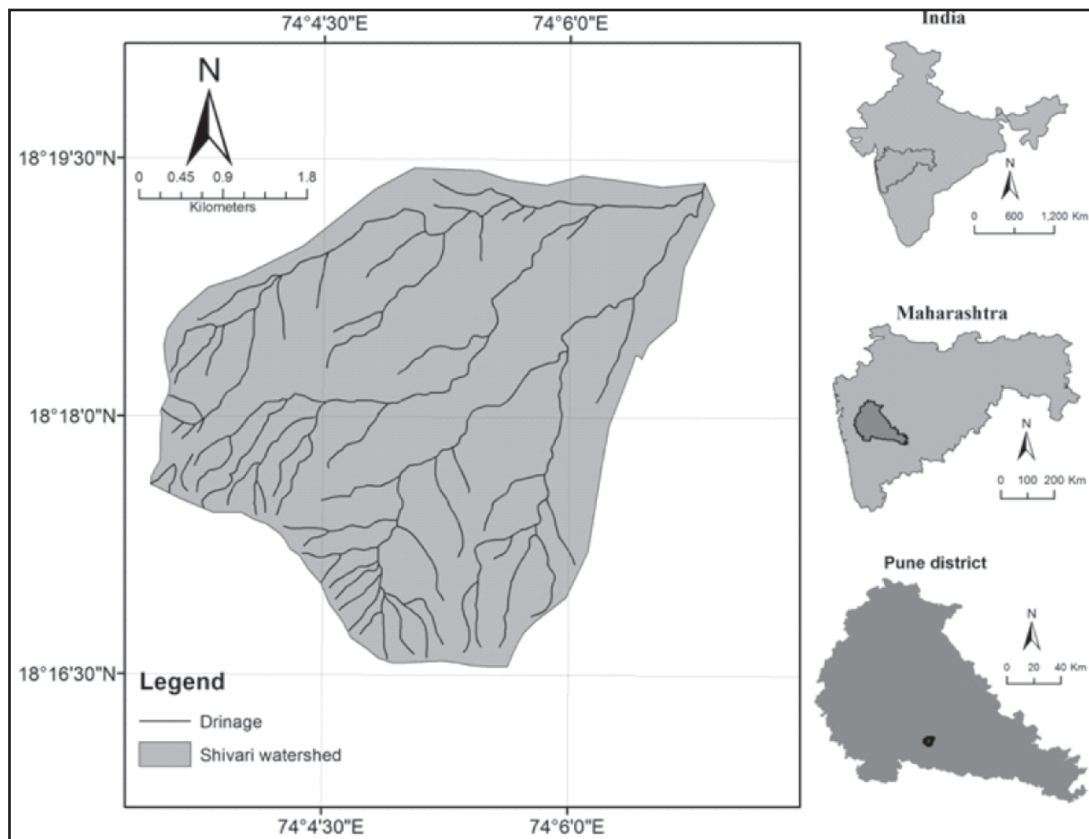 74°4'30"E 74°6'0"E
N
18°19'30"N
0 0.45 0.9 1.8
Kilometers
18°18'0"N
18°16'30"N
Legend
Drinage
Shivari watershed
74°4'30"E 74°6'0"E
India
N
0 600 1,200 Km
Maharashtra
N
0 100 200 Km
Pune district
N
0 20 40 Km